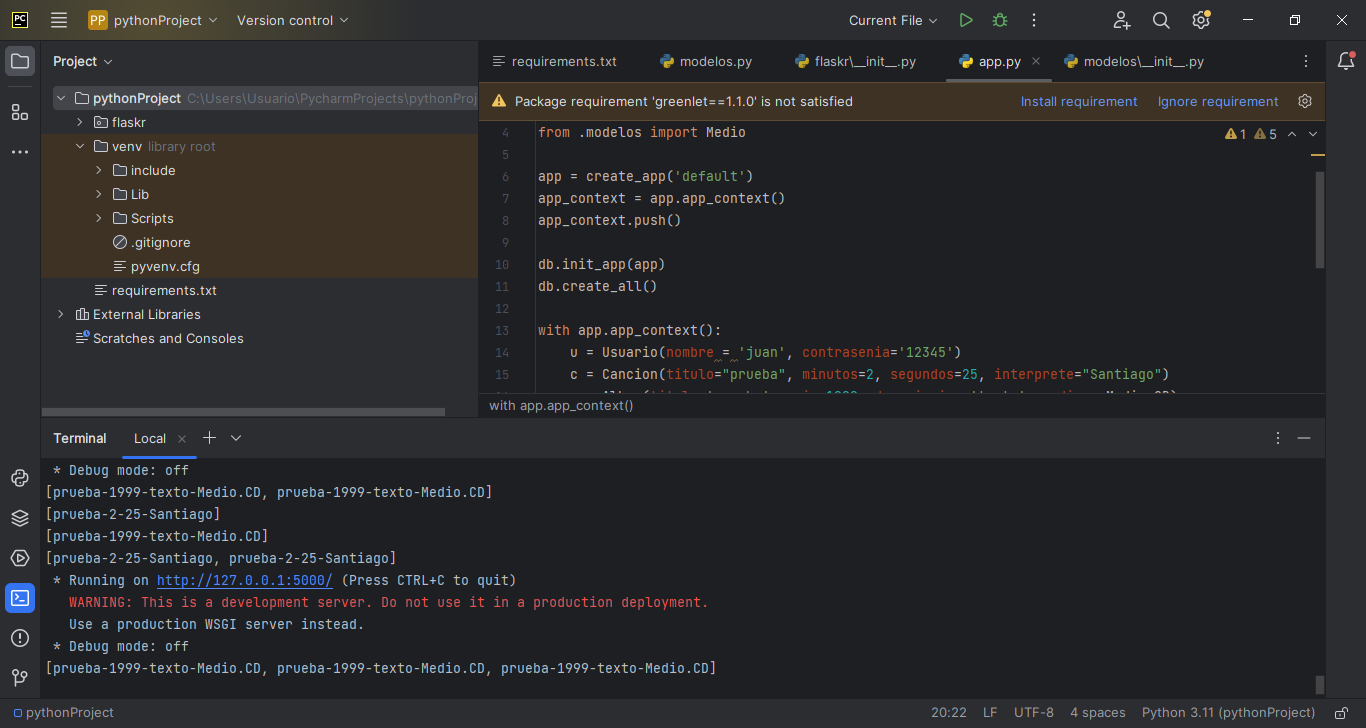 PC
PP pythonProject Version control Current File
Project
requirements.txt modelos.py flaskr\__init__.py app.py modelos\__init__.py
Package requirement 'greenlet==1.1.0' is not satisfied Install requirement Ignore requirement
pythonProject C:\Users\Usuario\PycharmProjects\pythonProj
flaskr
venv library root
include
Lib
Scripts
.gitignore
pyvenv.cfg
requirements.txt
External Libraries
Scratches and Consoles
1 5
4 from .modelos import Medio
5
6 app = create_app('default')
7 app_context = app.app_context()
8 app_context.push()
9
10 db.init_app(app)
11 db.create_all()
12
13 with app.app_context():
14 u = Usuario(nombre = 'juan', contrasenia='12345')
15 c = Cancion(titulo="prueba", minutos=2, segundos=25, interprete="Santiago")
with app.app_context()
Terminal Local
* Debug mode: off
[prueba-1999-texto-Medio.CD, prueba-1999-texto-Medio.CD]
[prueba-2-25-Santiago]
[prueba-1999-texto-Medio.CD]
[prueba-2-25-Santiago, prueba-2-25-Santiago]
* Running on http://127.0.0.1:5000/ (Press CTRL+C to quit)
WARNING: This is a development server. Do not use it in a production deployment.
Use a production WSGI server instead.
* Debug mode: off
[prueba-1999-texto-Medio.CD, prueba-1999-texto-Medio.CD, prueba-1999-texto-Medio.CD]
pythonProject 20:22 LF UTF-8 4 spaces Python 3.11 (pythonProject)